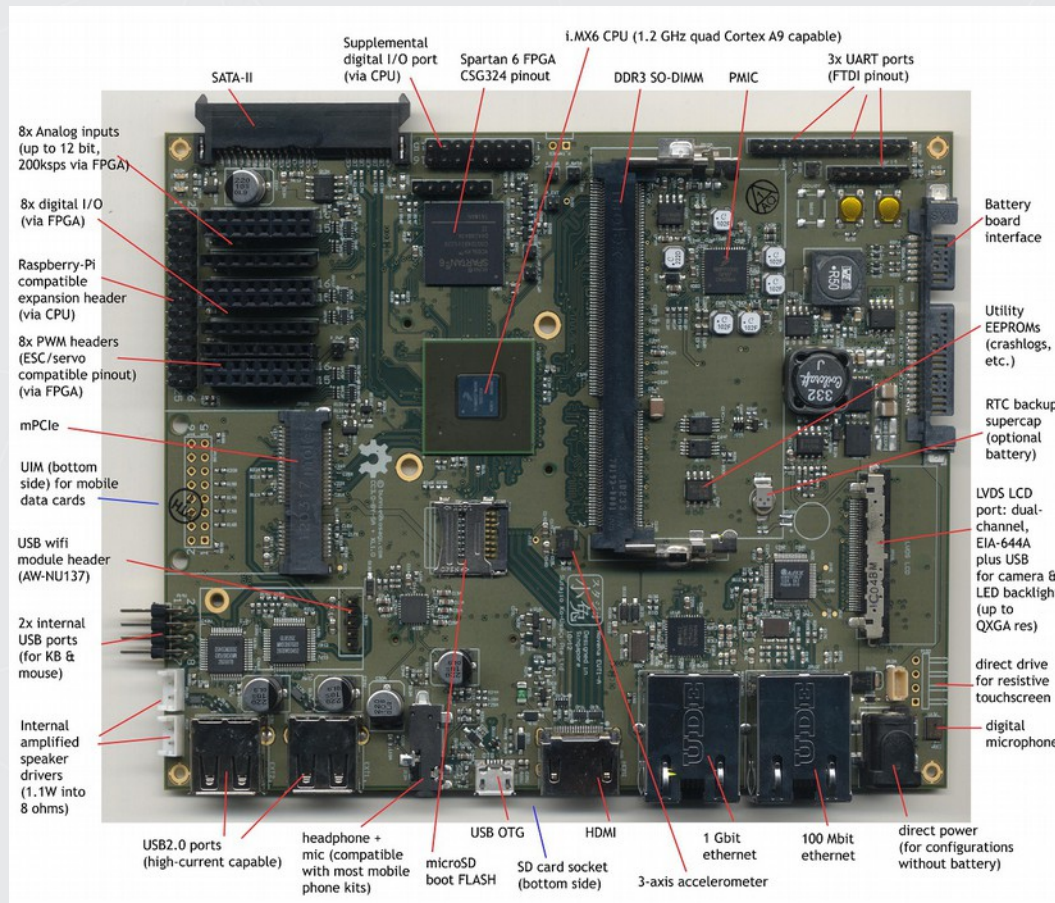 i.MX6 CPU (1.2 GHz quad Cortex A9 capable)
Supplemental
digital I/O port
(via CPU)
Spartan 6 FPGA
CSG324 pinout
SATA-II
DDR3 SO-DIMM
PMIC
3x UART ports
(FTDI pinout)
8x Analog inputs
(up to 12 bit,
200ksps via FPGA)
8x digital I/O
(via FPGA)
Raspberry-Pi
compatible
expansion header
(via CPU)
8x PWM headers
(ESC/servo
compatible pinout)
(via FPGA)
mPCIe
UIM (bottom
side) for mobile
data cards
USB wifi
module header
(AW-NU137)
2x internal
USB ports
(for KB &
mouse)
Internal
amplified
speaker
drivers
(1.1W into
8 ohms)
Battery
board
interface
Utility
EEPROMs
(crashlogs,
etc.)
RTC backup
supercap
(optional
battery)
LVDS LCD
port: dual-
channel,
EIA-644A
plus USB
for camera &
LED backlight
(up to
QXGA res)
direct drive
for resistive
touchscreen
digital
microphone
SPARTAN 6
R50
Coilcraft
332
J
UDE
UDE
USB2.0 ports
(high-current capable)
headphone +
mic (compatible
with most mobile
phone kits)
USB OTG
microSD
boot FLASH
HDMI
SD card socket
(bottom side)
1 Gbit
ethernet
3-axis accelerometer
100 Mbit
ethernet
direct power
(for configurations
without battery)